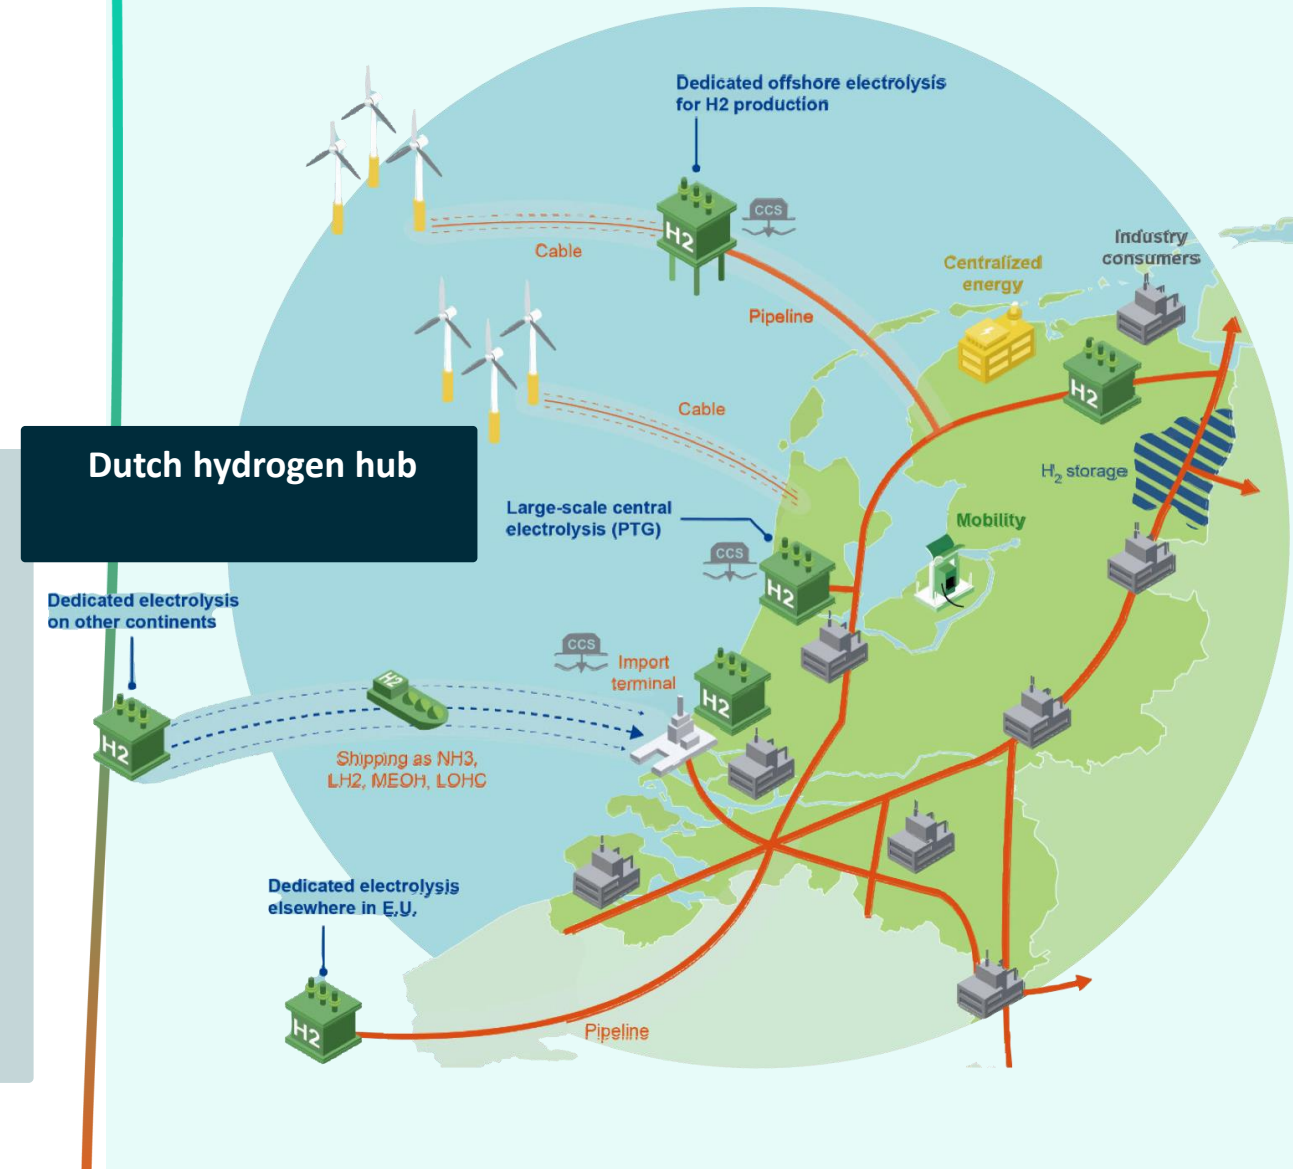 Dedicated offshore electrolysis
for H2 production
H2
CCS
Cable
Pipeline
Industry
consumers
Centralized
energy
H2
Cable
Dutch hydrogen hub
H2 storage
Large-scale central
electrolysis (PTG)
Mobility
CCS
H2
Dedicated electrolysis
on other continents
CCS
Import
terminal
H2
H2
H2
Shipping as NH3,
LH2, MEOH, LOHC
Dedicated electrolysis
elsewhere in E.U.
H2
Pipeline